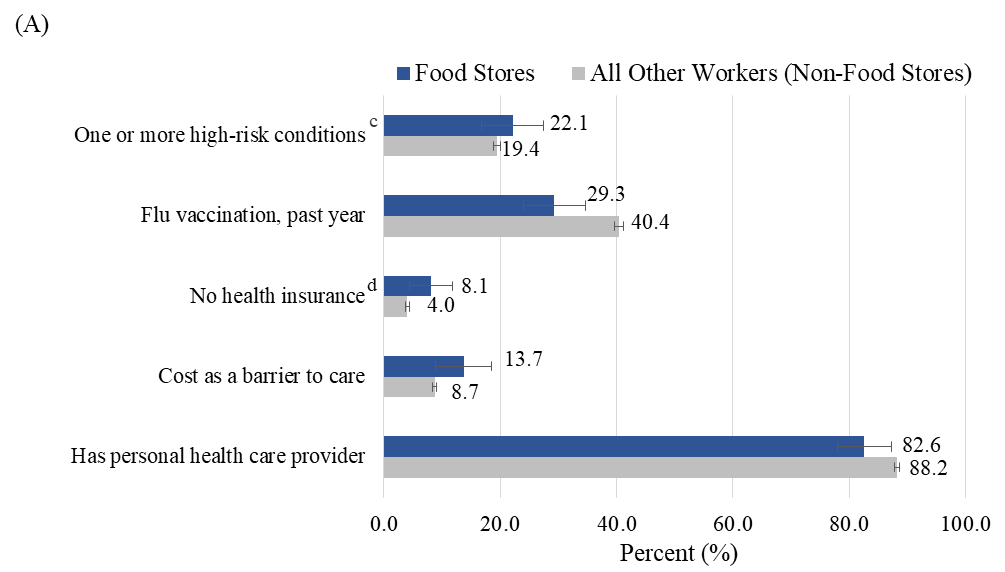 (A)
Food Stores
All Other Workers (Non-Food Stores)
One or more high-risk conditions c
22.1
19.4
Flu vaccination, past year
29.3
40.4
No health insurance d
8.1
4.0
Cost as a barrier to care
13.7
8.7
Has personal health care provider
82.6
88.2
0.0 20.0 40.0 60.0 80.0 100.0
Percent (%)